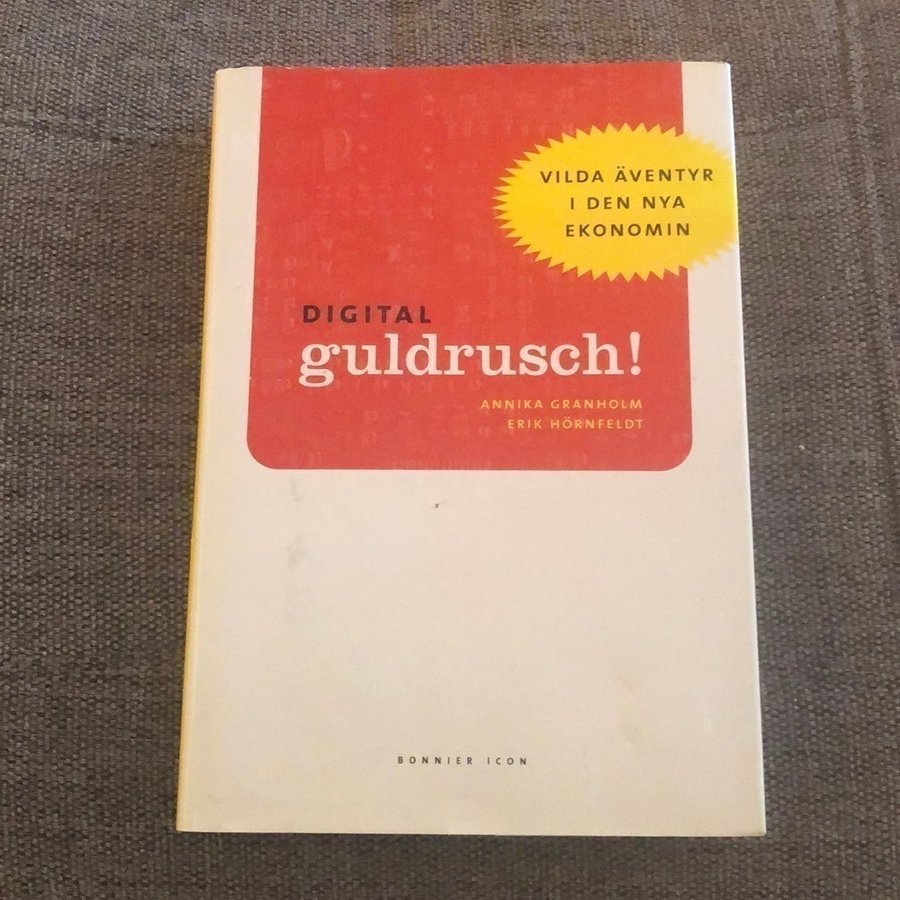 VILDA ÄVENTYR
I DEN NYA
EKONOMIN
DIGITAL
guldrusch!
ANNIKA GRANHOLM
ERIK HÖRNFELDT
BONNIER ICON